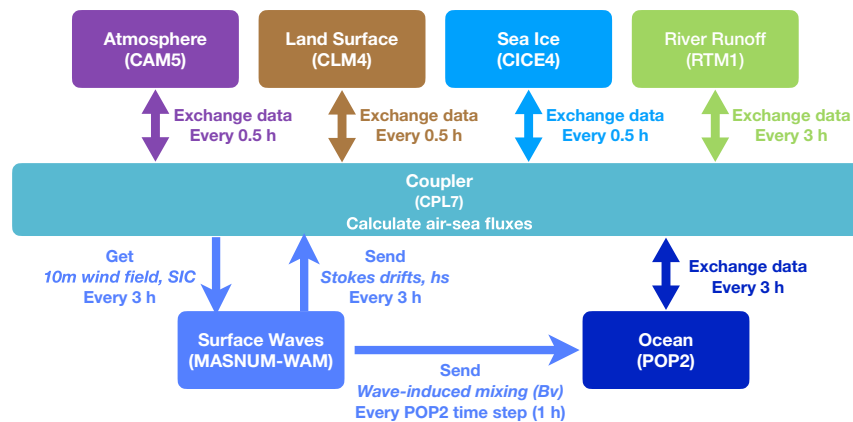 Atmosphere
(CAM5)
Land Surface
(CLM4)
Sea Ice
(CICE4)
River Runoff
(RTM1)
Exchange data
Every 0.5 h
Exchange data
Every 0.5 h
Exchange data
Every 0.5 h
Exchange data
Every 3 h
Coupler
(CPL7)
Calculate air-sea fluxes
Get
10m wind field, SIC
Every 3 h
Send
Stokes drifts, hs
Every 3 h
Exchange data
Every 3 h
Surface Waves
(MASNUM-WAM)
Ocean
(POP2)
Send
Wave-induced mixing (Bv)
Every POP2 time step (1 h)